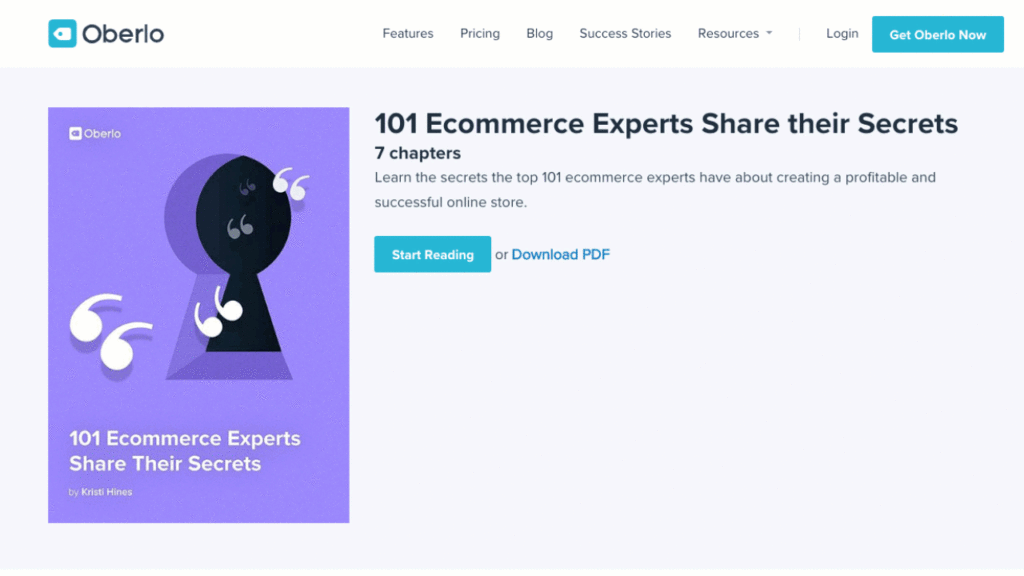 Oberlo
Features Pricing Blog Success Stories Resources Login Get Oberlo Now
Oberlo
101 Ecommerce Experts
Share Their Secrets
by Kristi Hines
101 Ecommerce Experts Share their Secrets
7 chapters
Learn the secrets the top 101 ecommerce experts have about creating a profitable and
successful online store.
Start Reading or Download PDF